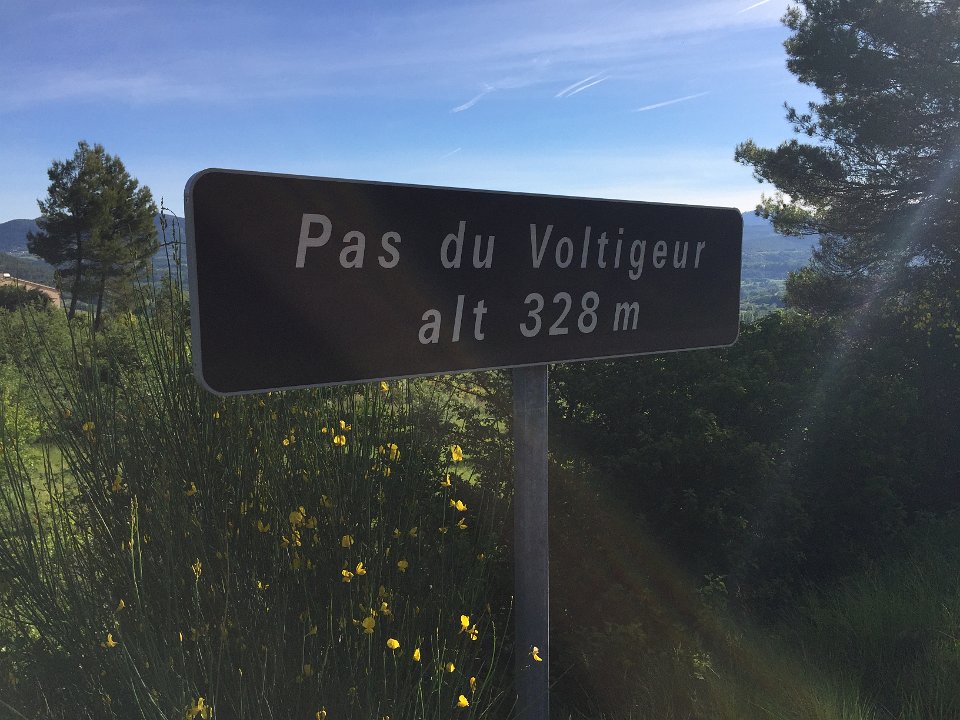 Pas du Voltigeur
alt 328 m